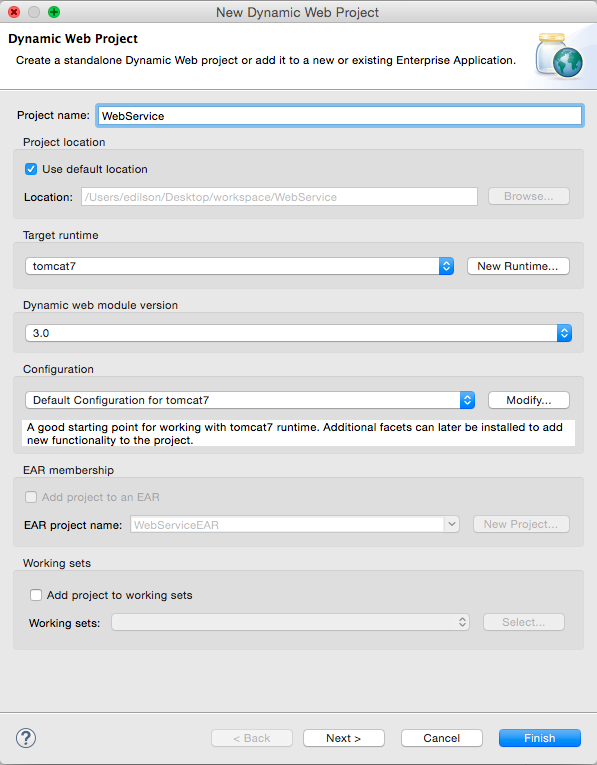 New Dynamic Web Project
Dynamic Web Project
Create a standalone Dynamic Web project or add it to a new or existing Enterprise Application.
Project name: WebService
Project location
Use default location
Location: /Users/edilson/Desktop/workspace/WebService Browse...
Target runtime
tomcat7 New Runtime...
Dynamic web module version
3.0
Configuration
Default Configuration for tomcat7 Modify...
A good starting point for working with tomcat7 runtime. Additional facets can later be installed to add
new functionality to the project.
EAR membership
Add project to an EAR
EAR project name: WebServiceEAR New Project...
Working sets
Add project to working sets
Working sets: Select...
? < Back Next > Cancel Finish